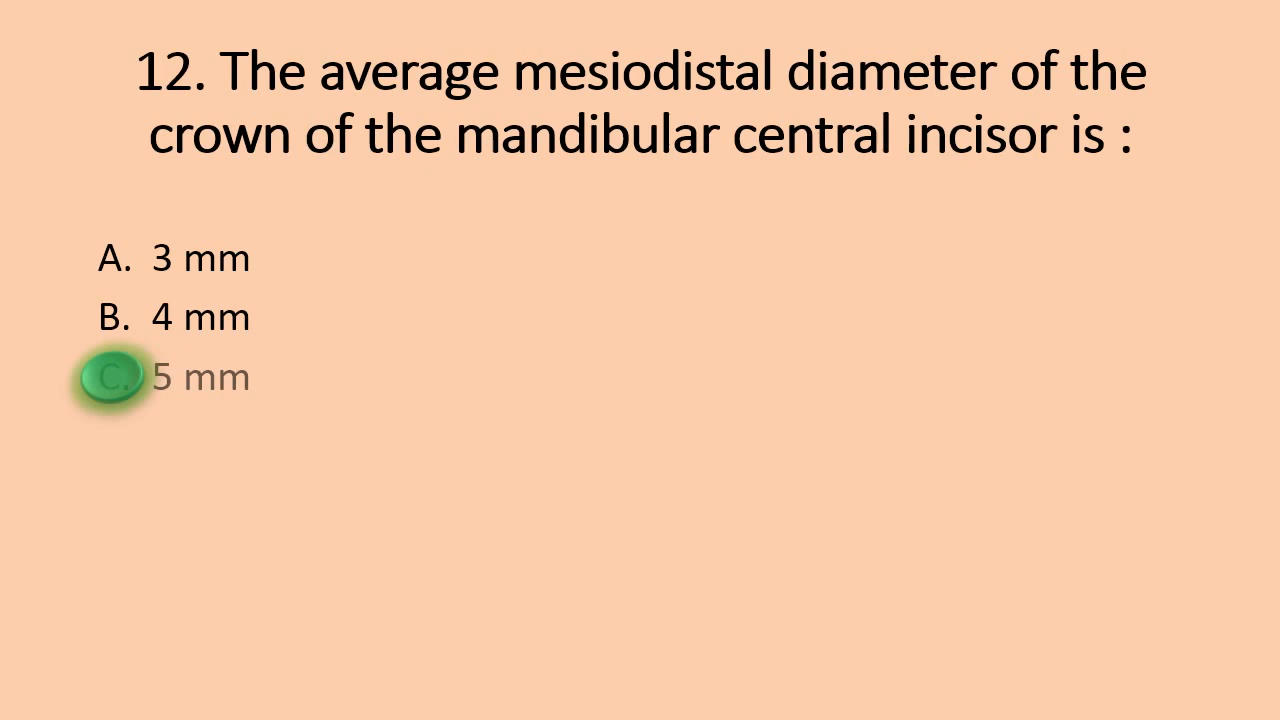 12. The average mesiodistal diameter of the
crown of the mandibular central incisor is :
A. 3 mm
B. 4 mm
C. 5 mm